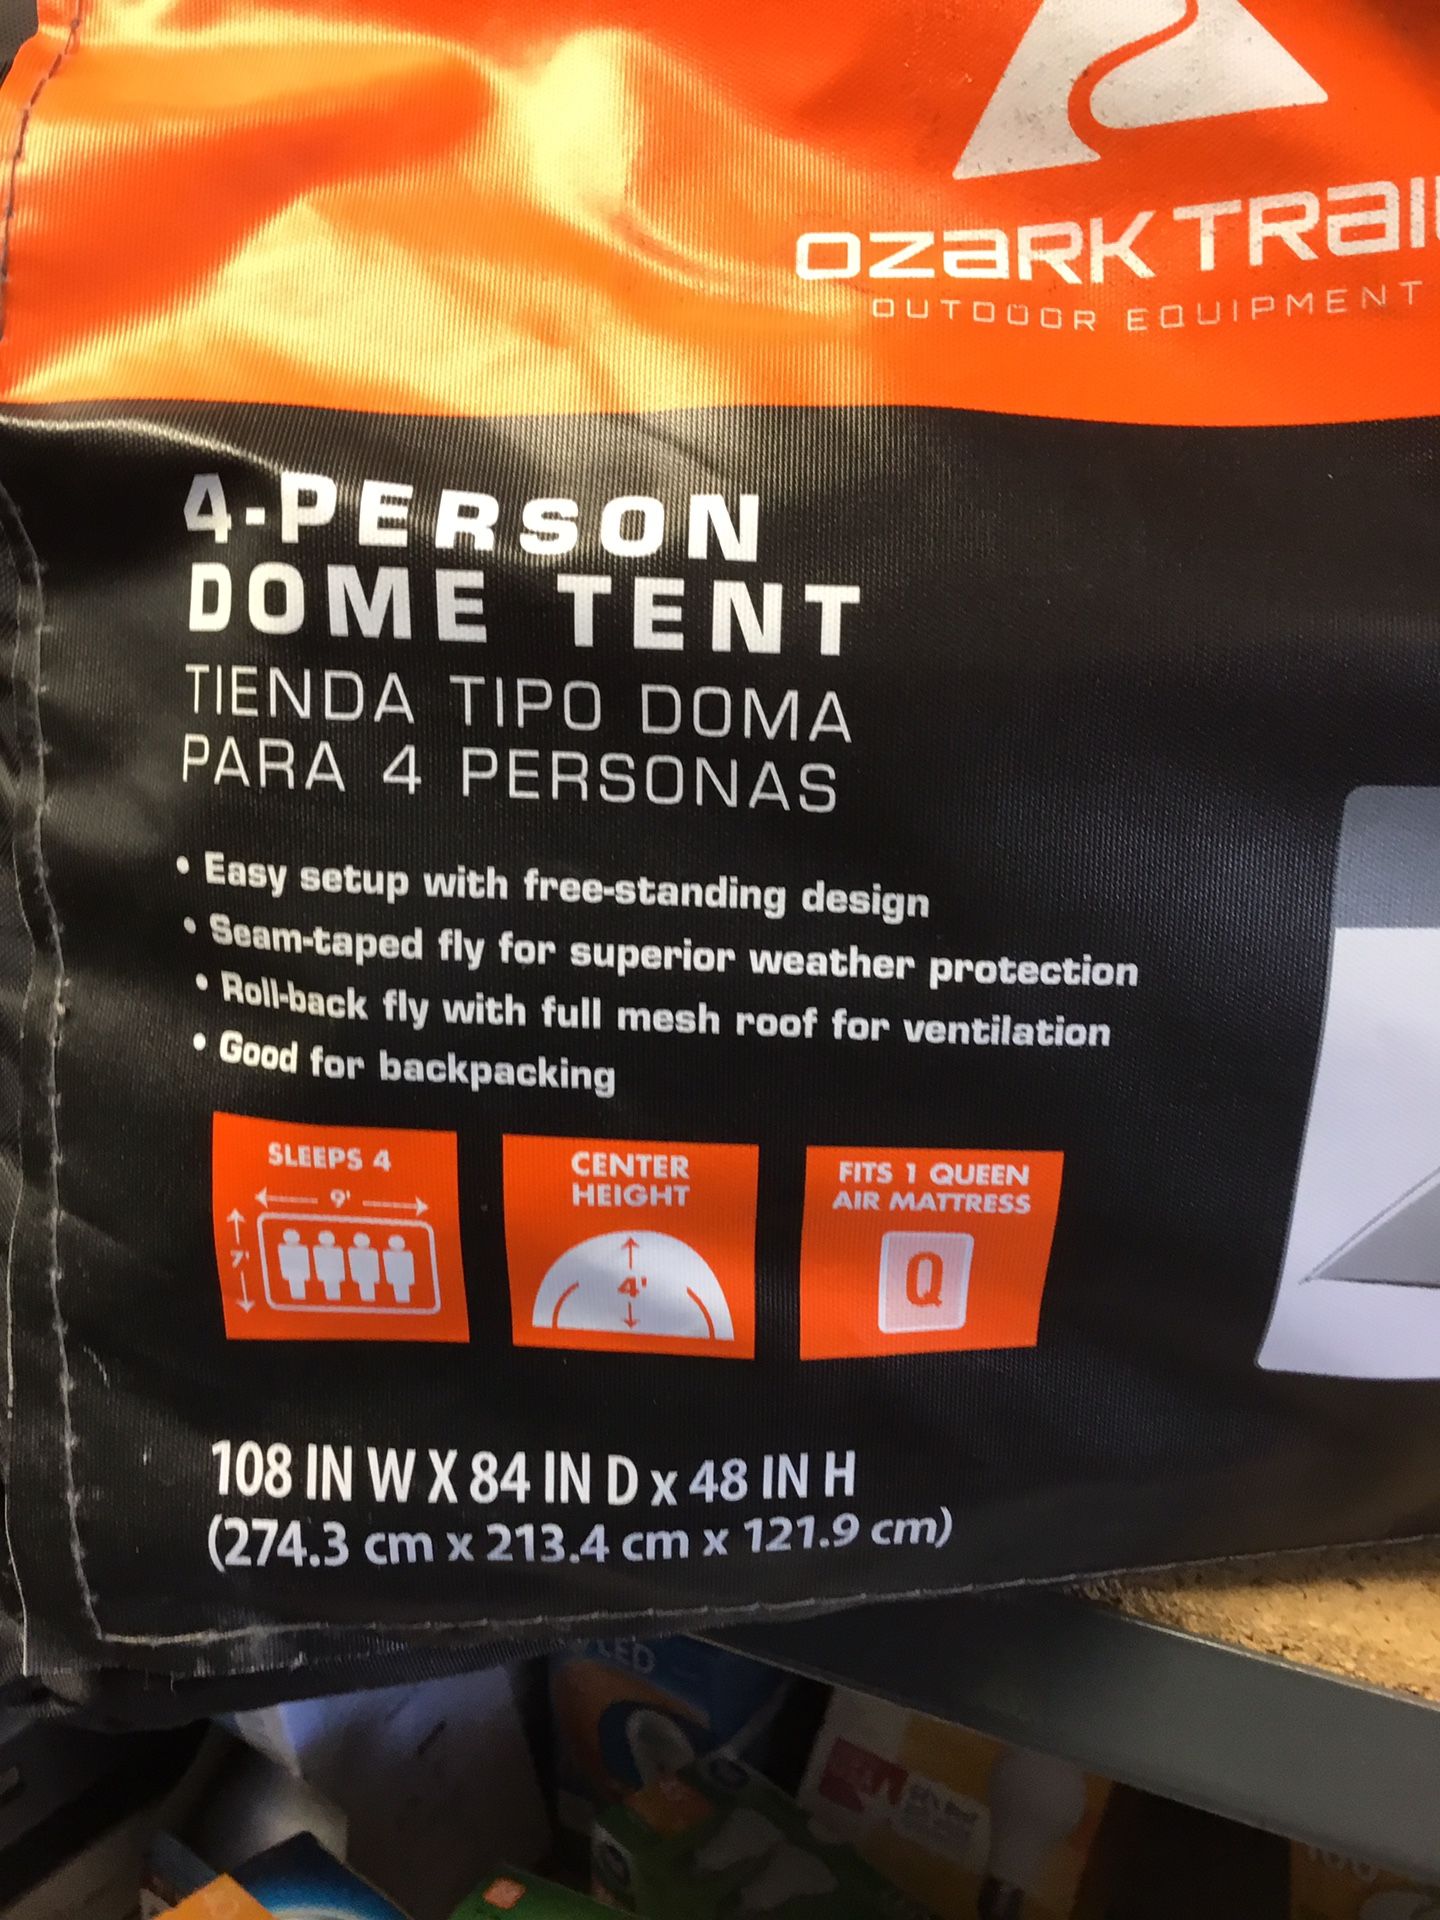 OZARK TRAIL
OUTDOOR EQUIPMENT
4-PERSON
DOME TENT
TIENDA TIPO DOMA
PARA 4 PERSONAS
• Easy setup with free-standing design
• Seam-taped fly for superior weather protection
• Roll-back fly with full mesh roof for ventilation
• Good for backpacking
SLEEPS 4
9'
7'
CENTER
HEIGHT
4'
FITS 1 QUEEN
AIR MATTRESS
Q
108 IN W X 84 IN D x 48 IN H
(274.3 cm x 213.4 cm x 121.9 cm)
LED